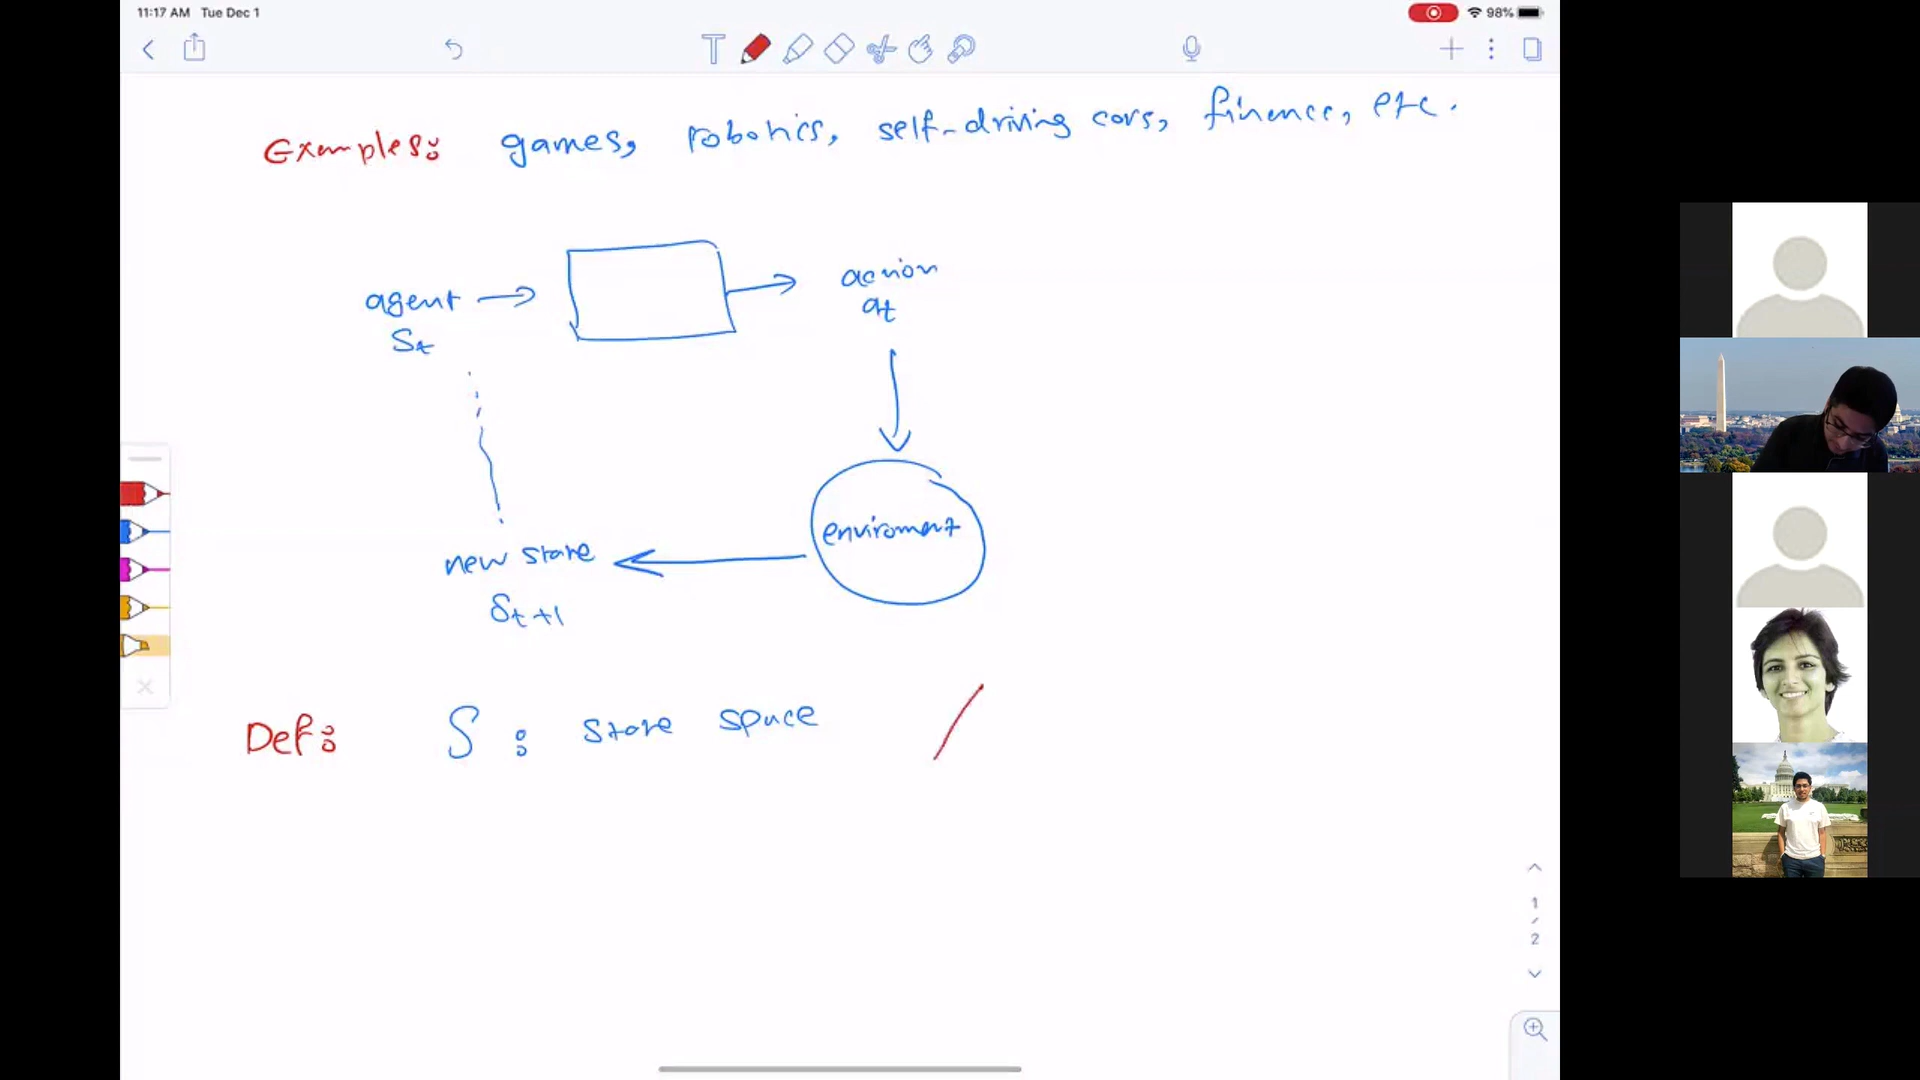 11:17 AM Tue Dec 1
98%
Examples: games, robotics, self-driving cars, finance, etc.
agent
St
action
at
enviroment
new state
St+1
Def: S : state space
1
/
2